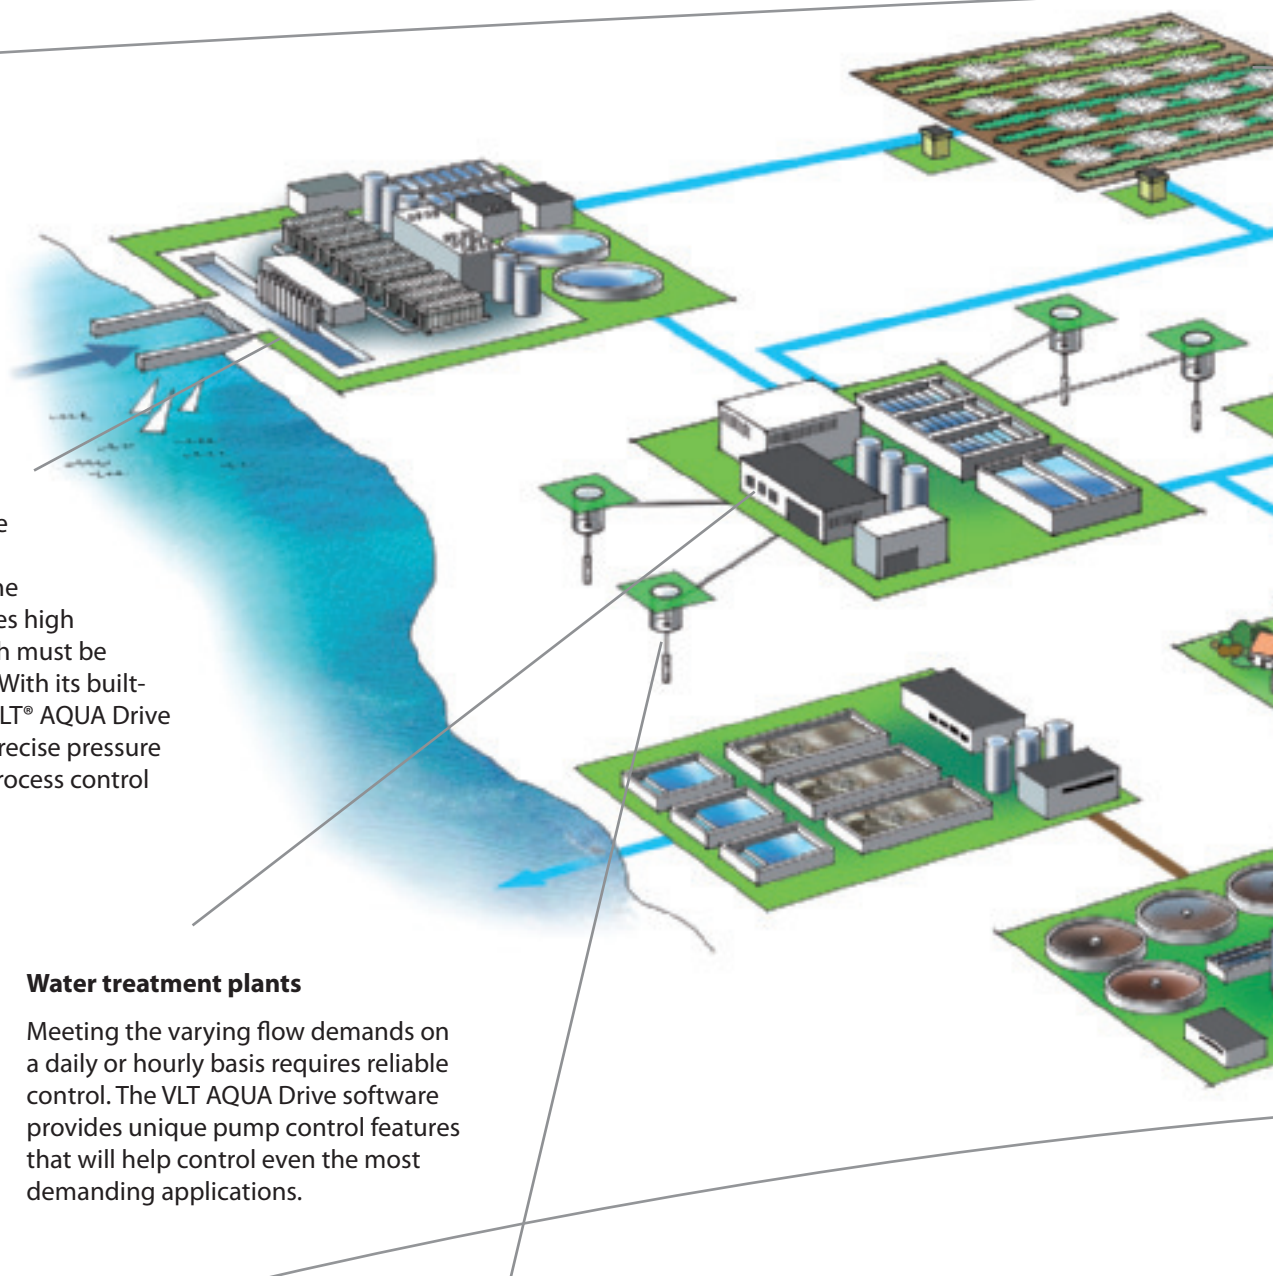 e
ne
es high
h must be
With its built-
LT® AQUA Drive
recise pressure
rocess control
Water treatment plants
Meeting the varying flow demands on
a daily or hourly basis requires reliable
control. The VLT AQUA Drive software
provides unique pump control features
that will help control even the most
demanding applications.